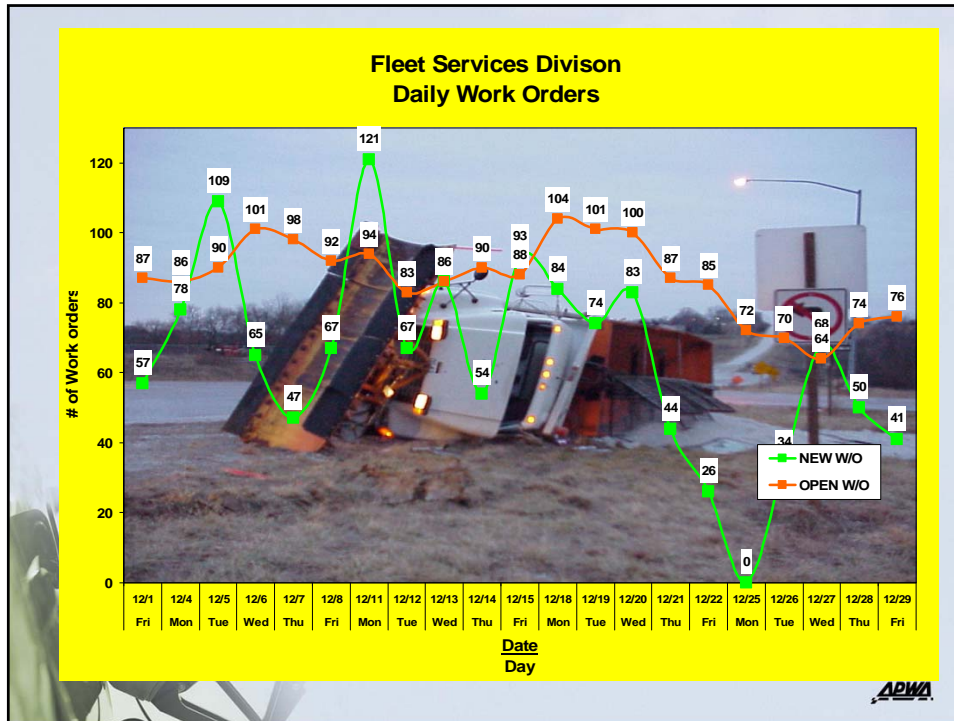 Fleet Services Divison
Daily Work Orders
# of Work orders
120
100
80
60
40
20
0
87 86 90 101 98 92 94 83 86 90 88 104 101 100 87 85 72 70 64 74 76
57 78 109 65 47 67 121 67 54 93 84 74 83 44 26 0 34 68 50 41
NEW W/O
OPEN W/O
12/1 12/4 12/5 12/6 12/7 12/8 12/11 12/12 12/13 12/14 12/15 12/18 12/19 12/20 12/21 12/22 12/25 12/26 12/27 12/28 12/29
Fri Mon Tue Wed Thu Fri Mon Tue Wed Thu Fri Mon Tue Wed Thu Fri Mon Tue Wed Thu Fri
Date
Day
APWA